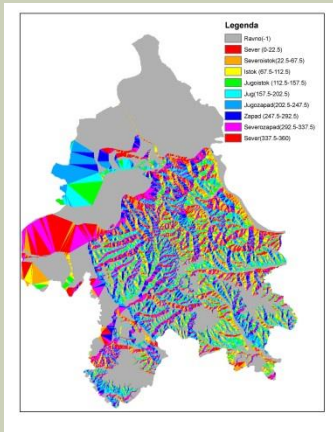 Legenda
Ravno(-1)
Sever (0-22.5)
Severoistok(22.5-67.5)
Istok (67.5-112.5)
Jugoistok (112.5-157.5)
Jug(157.5-202.5)
Jugozapad(202.5-247.5)
Zapad (247.5-292.5)
Severozapad(292.5-337.5)
Sever(337.5-360)